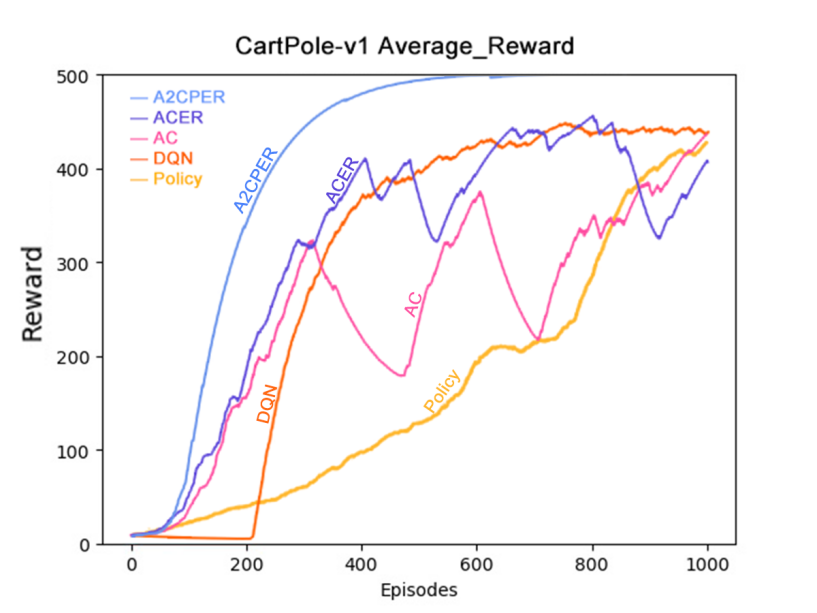 CartPole-v1 Average_Reward
500
400
300
200
100
0
Reward
A2CPER
ACER
AC
DQN
Policy
A2CPER
ACER
AC
DQN
Policy
0 200 400 600 800 1000
Episodes